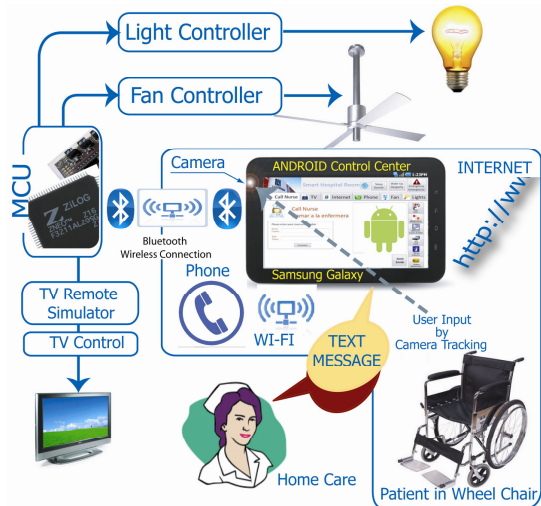 Light Controller
Fan Controller
MCU
ZILOG
Camera
ANDROID Control Center
INTERNET
http://ww
Smart Hospital Room
Call Nurse
Internet
Phone
Fan
Lights
Call Nurse
Llamar a la enfermera
Samsung Galaxy
Bluetooth
Wireless Connection
Phone
WI-FI
TV Remote
Simulator
TV Control
TEXT
MESSAGE
User Input
by
Camera Tracking
Home Care
Patient in Wheel Chair